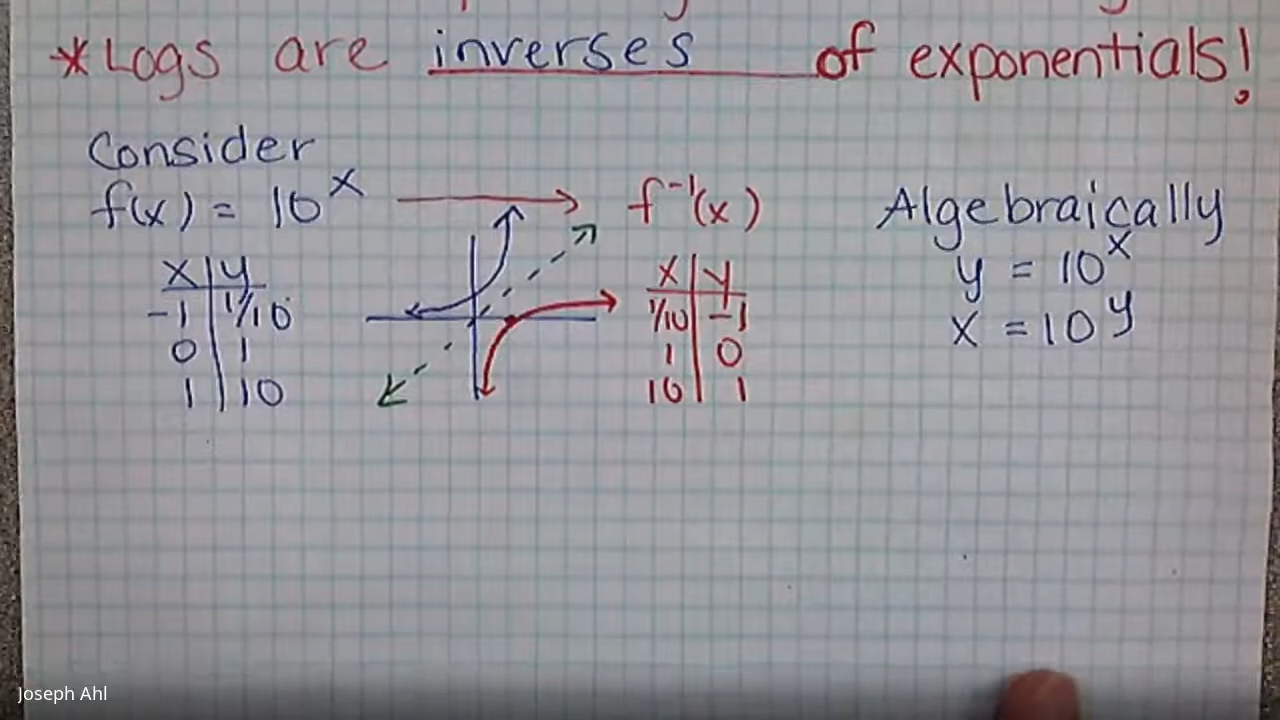 *Logs are inverses of exponentials!
Consider
f(x) = 10^x
f⁻¹(x)
x y
-1 1/10
0 1
1 10
x y
1/10 -1
1 0
10 1
Algebraically
y = 10^x
x = 10^y
Joseph Ahl